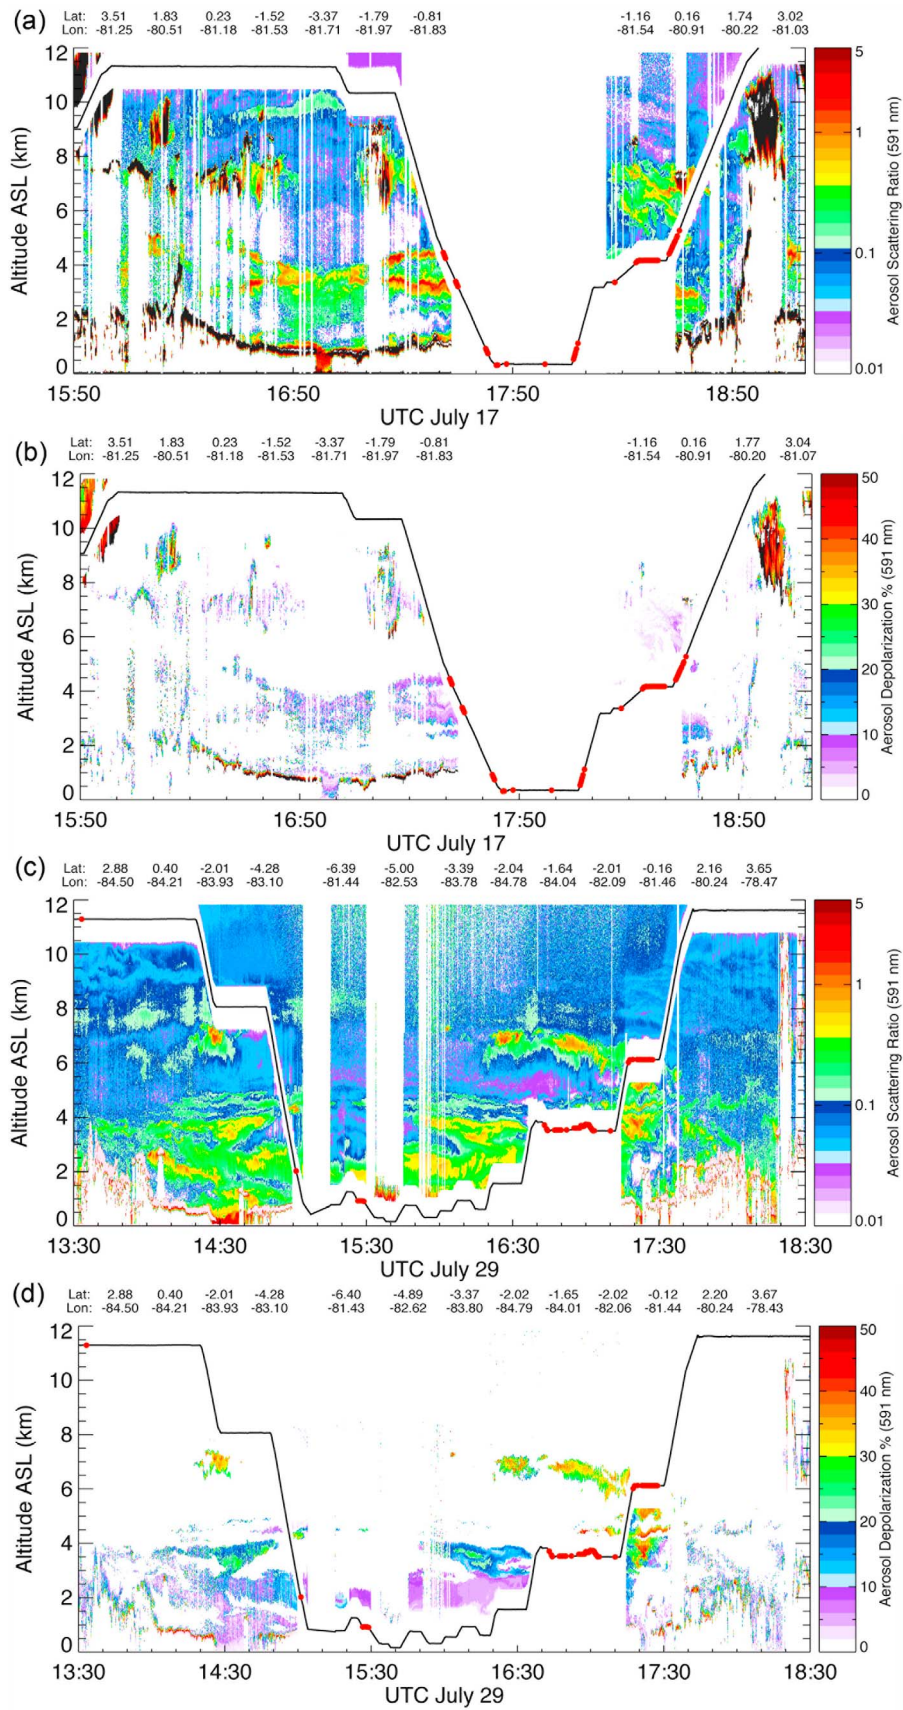 (a)
Lat: 3.51 1.83 0.23 -1.52 -3.37 -1.79 -0.81 -1.16 0.16 1.74 3.02
Lon: -81.25 -80.51 -81.18 -81.53 -81.71 -81.97 -81.83 -81.54 -80.91 -80.22 -81.03
12
10
8
6
4
2
0
Altitude ASL (km)
15:50 16:50 17:50 18:50
UTC July 17
5
1
0.1
0.01
Aerosol Scattering Ratio (591 nm)
(b)
Lat: 3.51 1.83 0.23 -1.52 -3.37 -1.79 -0.81 -1.16 0.16 1.77 3.04
Lon: -81.25 -80.51 -81.18 -81.53 -81.71 -81.97 -81.83 -81.54 -80.91 -80.20 -81.07
12
10
8
6
4
2
0
Altitude ASL (km)
15:50 16:50 17:50 18:50
UTC July 17
50
40
30
20
10
0
Aerosol Depolarization % (591 nm)
(c)
Lat: 2.88 0.40 -2.01 -4.28 -6.39 -5.00 -3.39 -2.04 -1.64 -2.01 -0.16 2.16 3.65
Lon: -84.50 -84.21 -83.93 -83.10 -81.44 -82.53 -83.78 -84.78 -84.04 -82.09 -81.46 -80.24 -78.47
12
10
8
6
4
2
0
Altitude ASL (km)
13:30 14:30 15:30 16:30 17:30 18:30
UTC July 29
5
1
0.1
0.01
Aerosol Scattering Ratio (591 nm)
(d)
Lat: 2.88 0.40 -2.01 -4.28 -6.40 -4.89 -3.37 -2.02 -1.65 -2.02 -0.12 2.20 3.67
Lon: -84.50 -84.21 -83.93 -83.10 -81.43 -82.62 -83.80 -84.79 -84.01 -82.06 -81.44 -80.24 -78.43
12
10
8
6
4
2
0
Altitude ASL (km)
13:30 14:30 15:30 16:30 17:30 18:30
UTC July 29
50
40
30
20
10
0
Aerosol Depolarization % (591 nm)